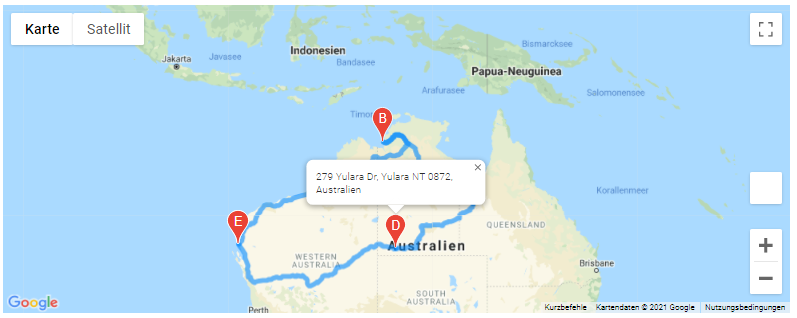 Karte
Satellit
Jakarta
Javasee
Indonesien
Bandasee
Bismarcksee
Papua-Neuguinea
Arafurasee
Salomonensee
B
279 Yulara Dr, Yulara NT 0872,
Australien
Korallenmeer
E
D
QUEENSLAND
Australien
WESTERN
AUSTRALIA
Brisbane
SOUTH
AUSTRALIA
Perth
Google
Kurzbefehle
Kartendaten © 2021 Google
Nutzungsbedingungen